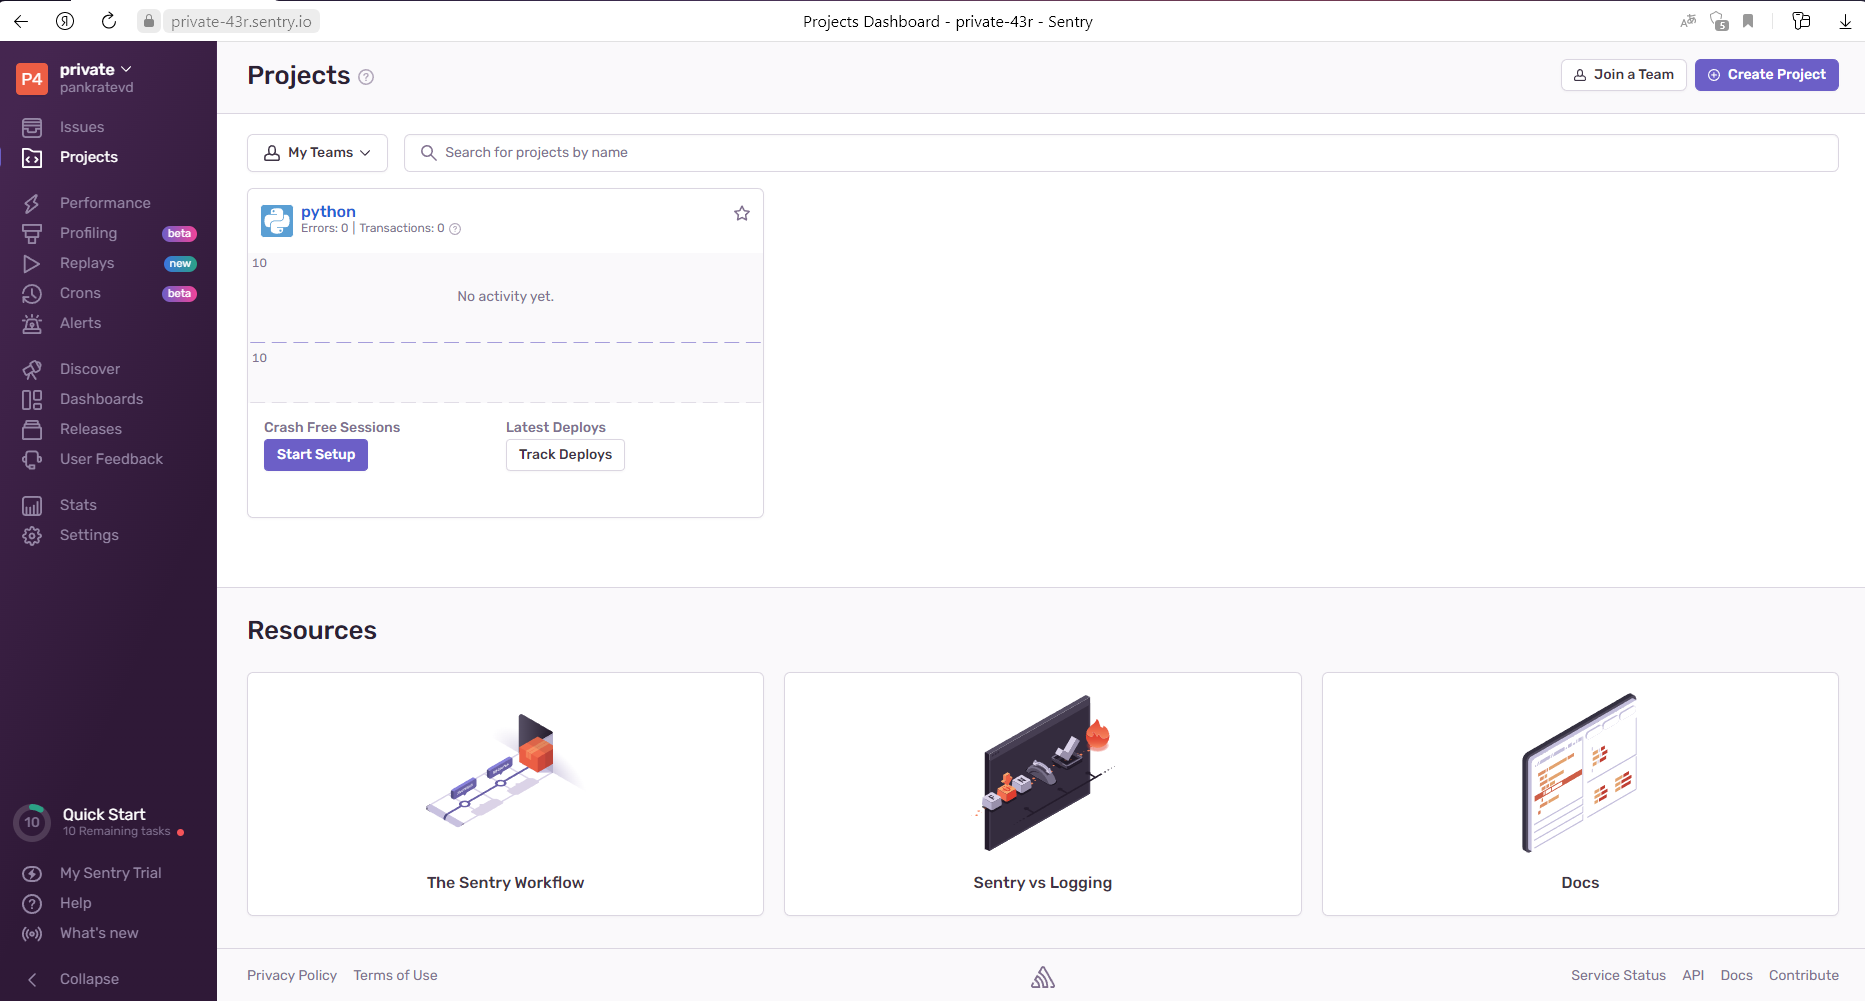 private-43r.sentry.io
Projects Dashboard - private-43r - Sentry
5
P4
private
pankratevd
Issues
Projects
Performance
Profiling beta
Replays new
Crons beta
Alerts
Discover
Dashboards
Releases
User Feedback
Stats
Settings
10
Quick Start
10 Remaining tasks
My Sentry Trial
Help
What's new
Collapse
Projects
Join a Team
Create Project
My Teams
Search for projects by name
python
Errors: 0 | Transactions: 0
10
No activity yet.
10
Crash Free Sessions
Start Setup
Latest Deploys
Track Deploys
Resources
The Sentry Workflow
Sentry vs Logging
Docs
Privacy Policy Terms of Use
Service Status API Docs Contribute